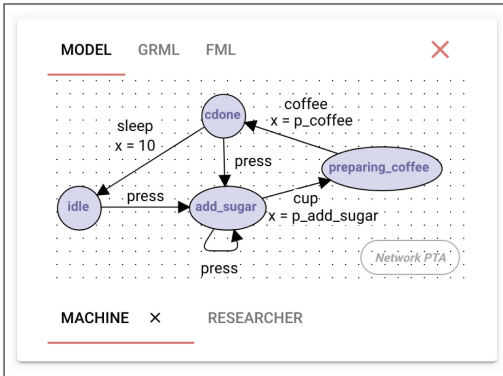 MODEL GRML FML
cdone
coffee
x = p_coffee
sleep
x = 10
press
preparing_coffee
press
idle
add_sugar
cup
x = p_add_sugar
press
Network PTA
MACHINE × RESEARCHER